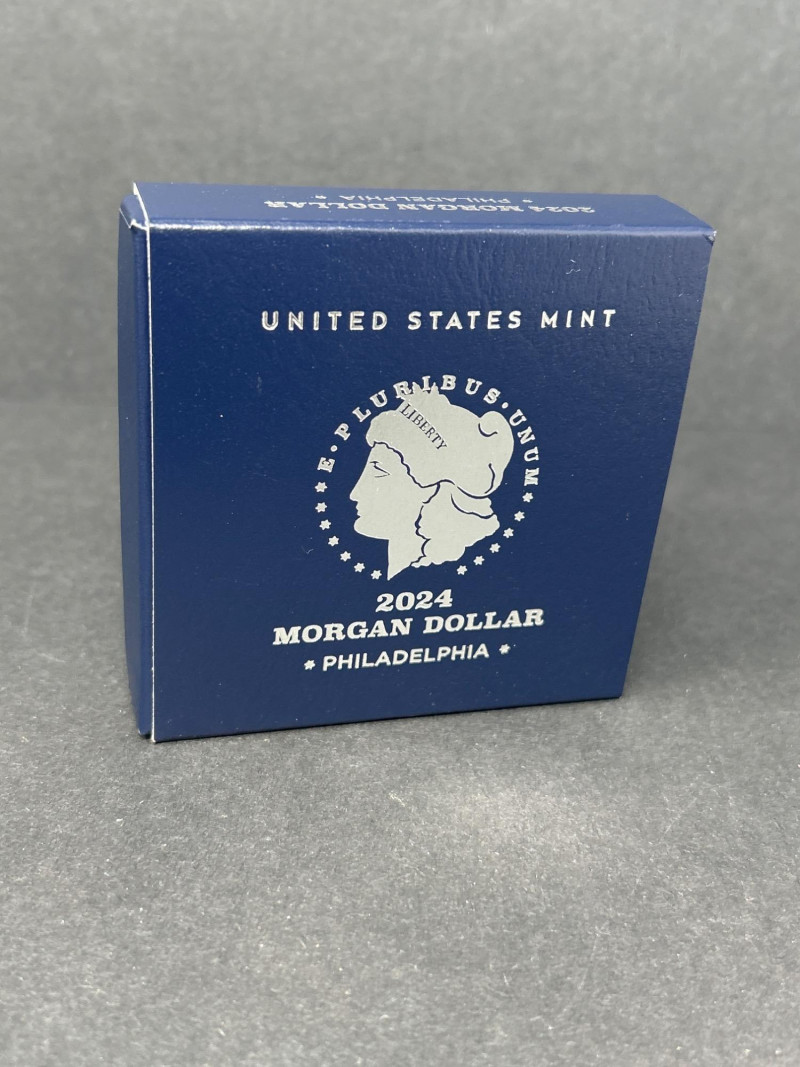 2024 MORGAN DOLLAR
* PHILADELPHIA *
UNITED STATES MINT
E·PLURIBUS·UNUM
LIBERTY
2024
MORGAN DOLLAR
* PHILADELPHIA *